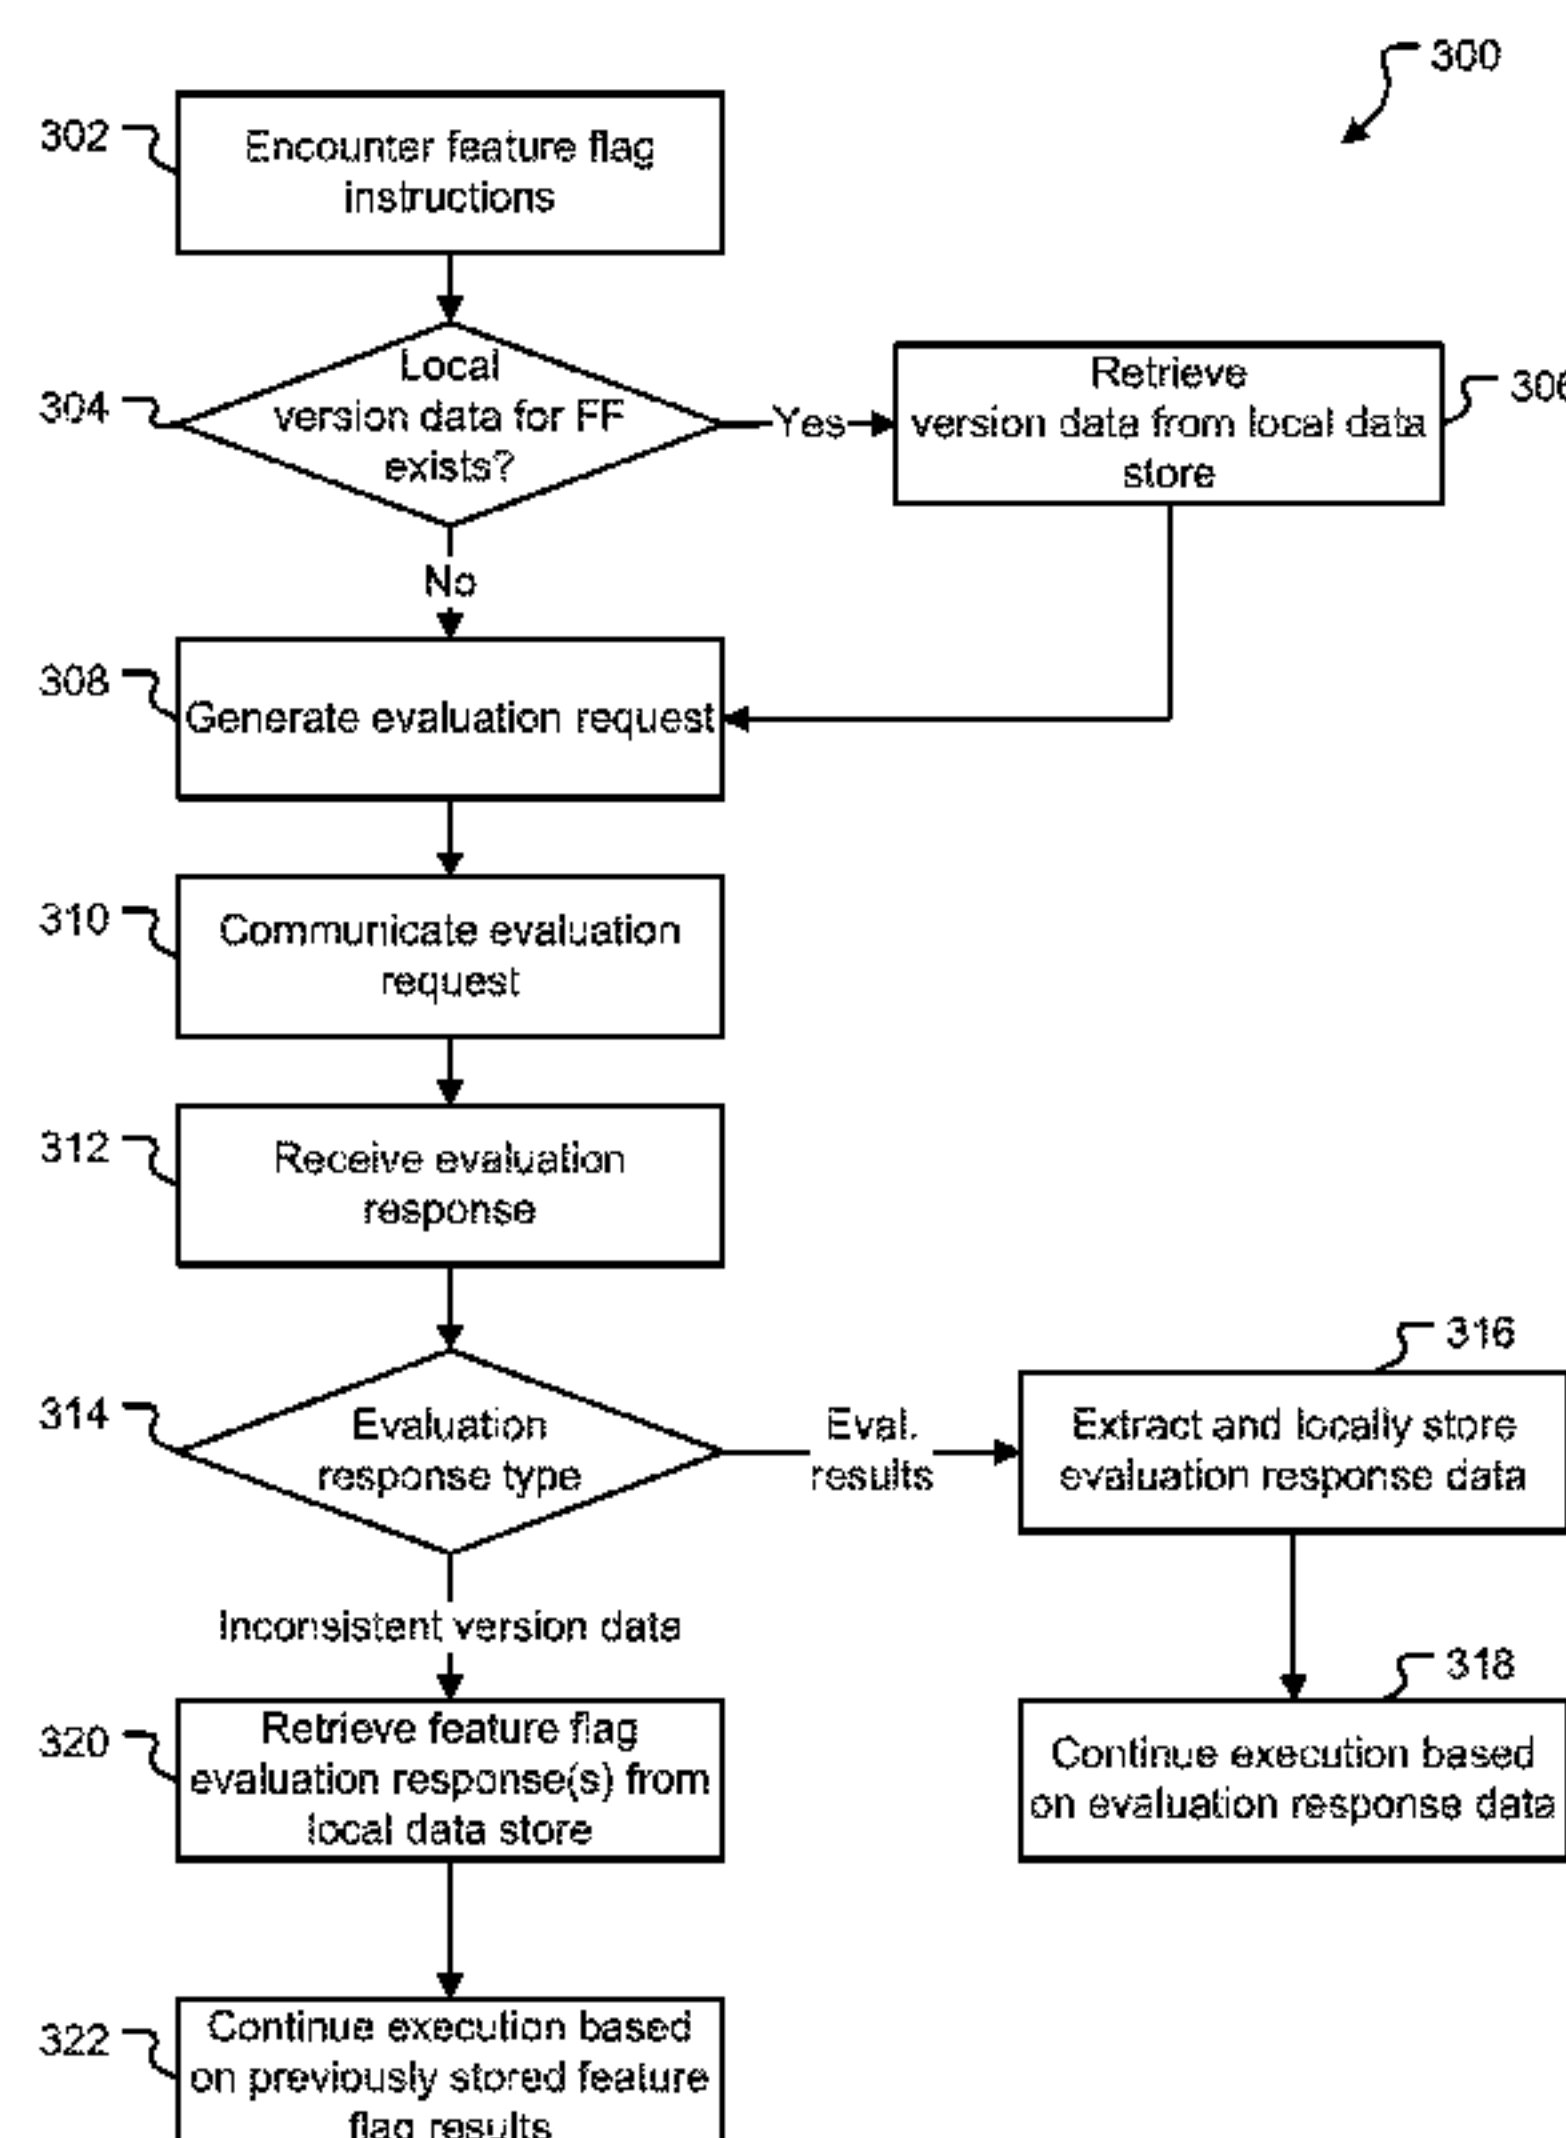 300
302
Encounter feature flag
instructions
304
Local
version data for FF
exists?
Yes
Retrieve
version data from local data
store
306
No
308
Generate evaluation request
310
Communicate evaluation
request
312
Receive evaluation
response
314
Evaluation
response type
Eval.
results
316
Extract and locally store
evaluation response data
Inconsistent version data
318
Continue execution based
on evaluation response data
320
Retrieve feature flag
evaluation response(s) from
local data store
322
Continue execution based
on previously stored feature
flag results